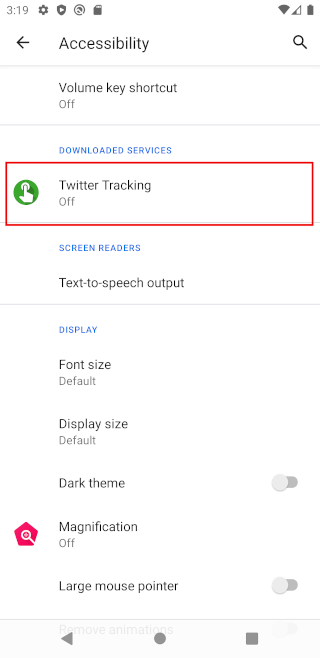 3:19
Accessibility
Volume key shortcut
Off
DOWNLOADED SERVICES
Twitter Tracking
Off
SCREEN READERS
Text-to-speech output
DISPLAY
Font size
Default
Display size
Default
Dark theme
Magnification
Off
Large mouse pointer
Remove animations